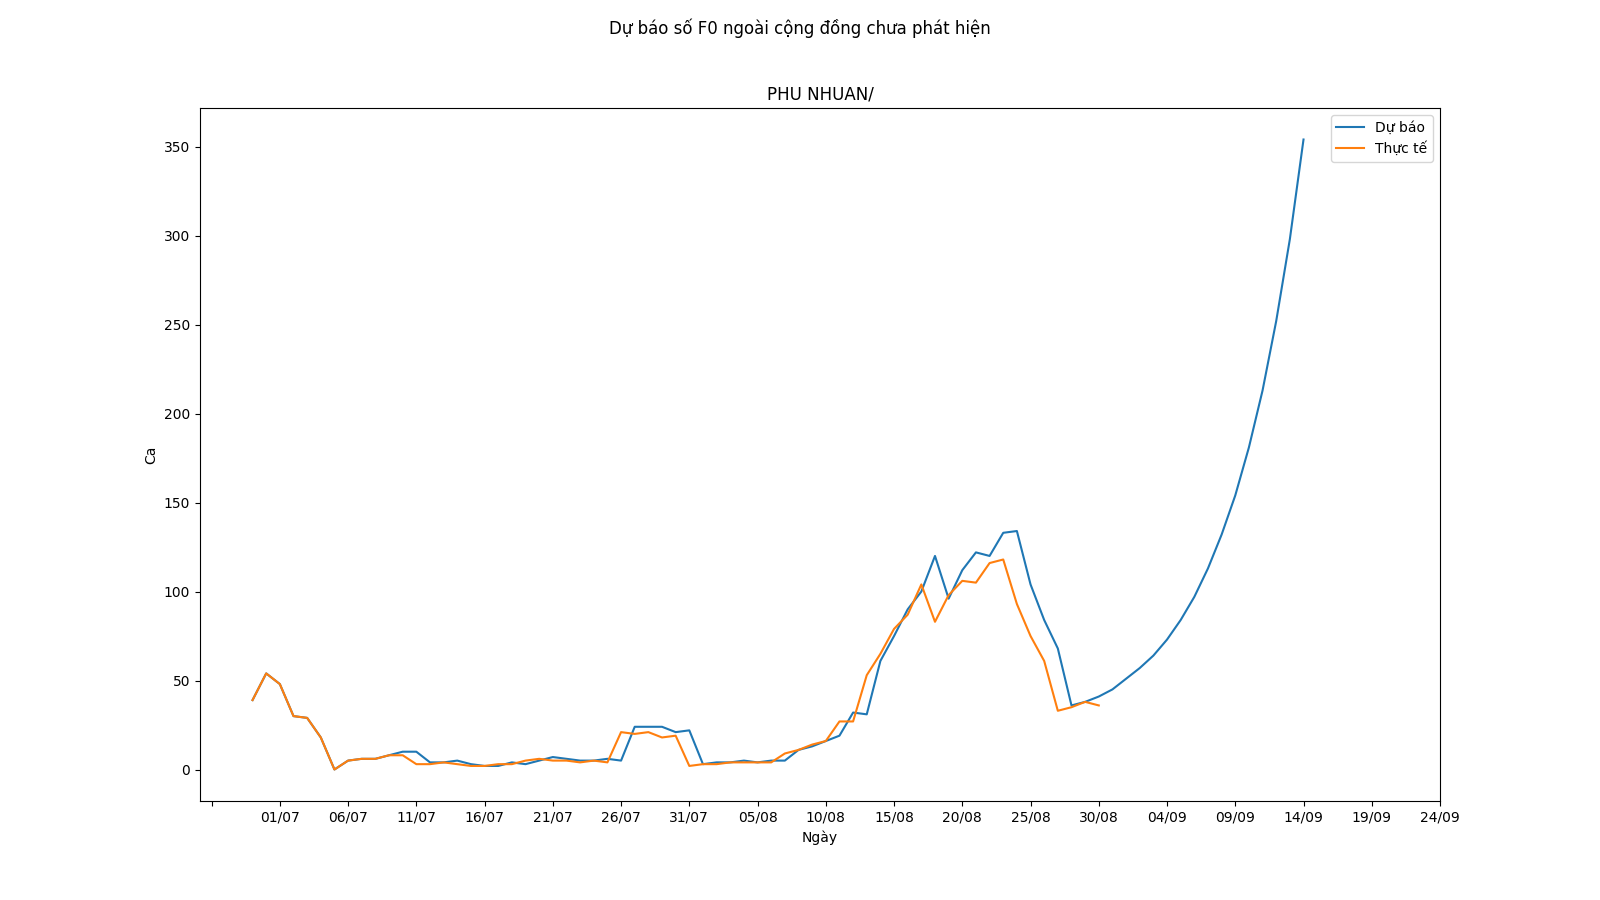 Dự báo số F0 ngoài cộng đồng chưa phát hiện
PHU NHUAN/
Dự báo
Thực tế
350
300
250
200
150
100
50
0
Ca
01/07 06/07 11/07 16/07 21/07 26/07 31/07 05/08 10/08 15/08 20/08 25/08 30/08 04/09 09/09 14/09 19/09 24/09
Ngày